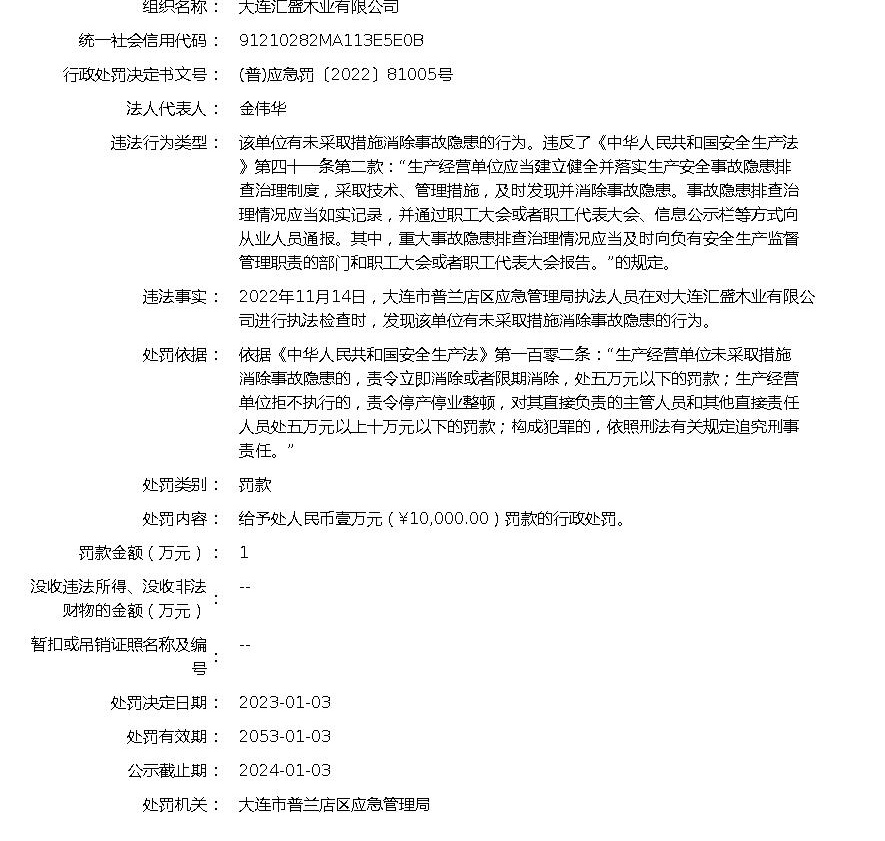 组织名称： 大连汇盛木业有限公司
统一社会信用代码： 91210282MA113E5E0B
行政处罚决定书文号： (普)应急罚〔2022〕81005号
法人代表人： 金伟华
违法行为类型： 该单位有未采取措施消除事故隐患的行为。违反了《中华人民共和国安全生产法
》第四十一条第二款：“生产经营单位应当建立健全并落实生产安全事故隐患排
查治理制度，采取技术、管理措施，及时发现并消除事故隐患。事故隐患排查治
理情况应当如实记录，并通过职工大会或者职工代表大会、信息公示栏等方式向
从业人员通报。其中，重大事故隐患排查治理情况应当及时向负有安全生产监督
管理职责的部门和职工大会或者职工代表大会报告。”的规定。
违法事实： 2022年11月14日，大连市普兰店区应急管理局执法人员在对大连汇盛木业有限公
司进行执法检查时，发现该单位有未采取措施消除事故隐患的行为。
处罚依据： 依据《中华人民共和国安全生产法》第一百零二条：“生产经营单位未采取措施
消除事故隐患的，责令立即消除或者限期消除，处五万元以下的罚款；生产经营
单位拒不执行的，责令停产停业整顿，对其直接负责的主管人员和其他直接责任
人员处五万元以上十万元以下的罚款；构成犯罪的，依照刑法有关规定追究刑事
责任。”
处罚类别： 罚款
处罚内容： 给予处人民币壹万元（¥10,000.00）罚款的行政处罚。
罚款金额（万元）： 1
没收违法所得、没收非法
财物的金额（万元）： --
暂扣或吊销证照名称及编
号： --
处罚决定日期： 2023-01-03
处罚有效期： 2053-01-03
公示截止期： 2024-01-03
处罚机关： 大连市普兰店区应急管理局